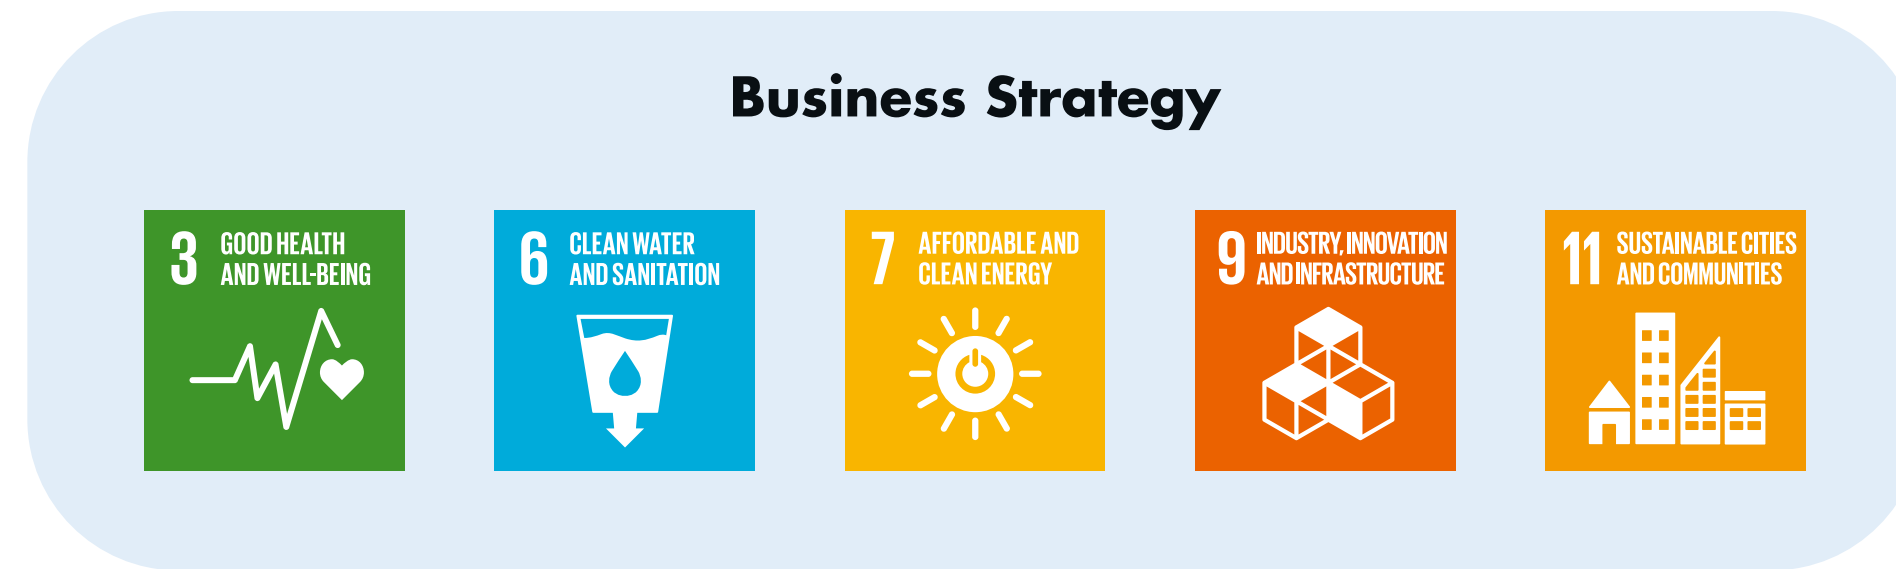 Business Strategy
3 GOOD HEALTH
AND WELL-BEING
6 CLEAN WATER
AND SANITATION
7 AFFORDABLE AND
CLEAN ENERGY
9 INDUSTRY, INNOVATION
AND INFRASTRUCTURE
11 SUSTAINABLE CITIES
AND COMMUNITIES